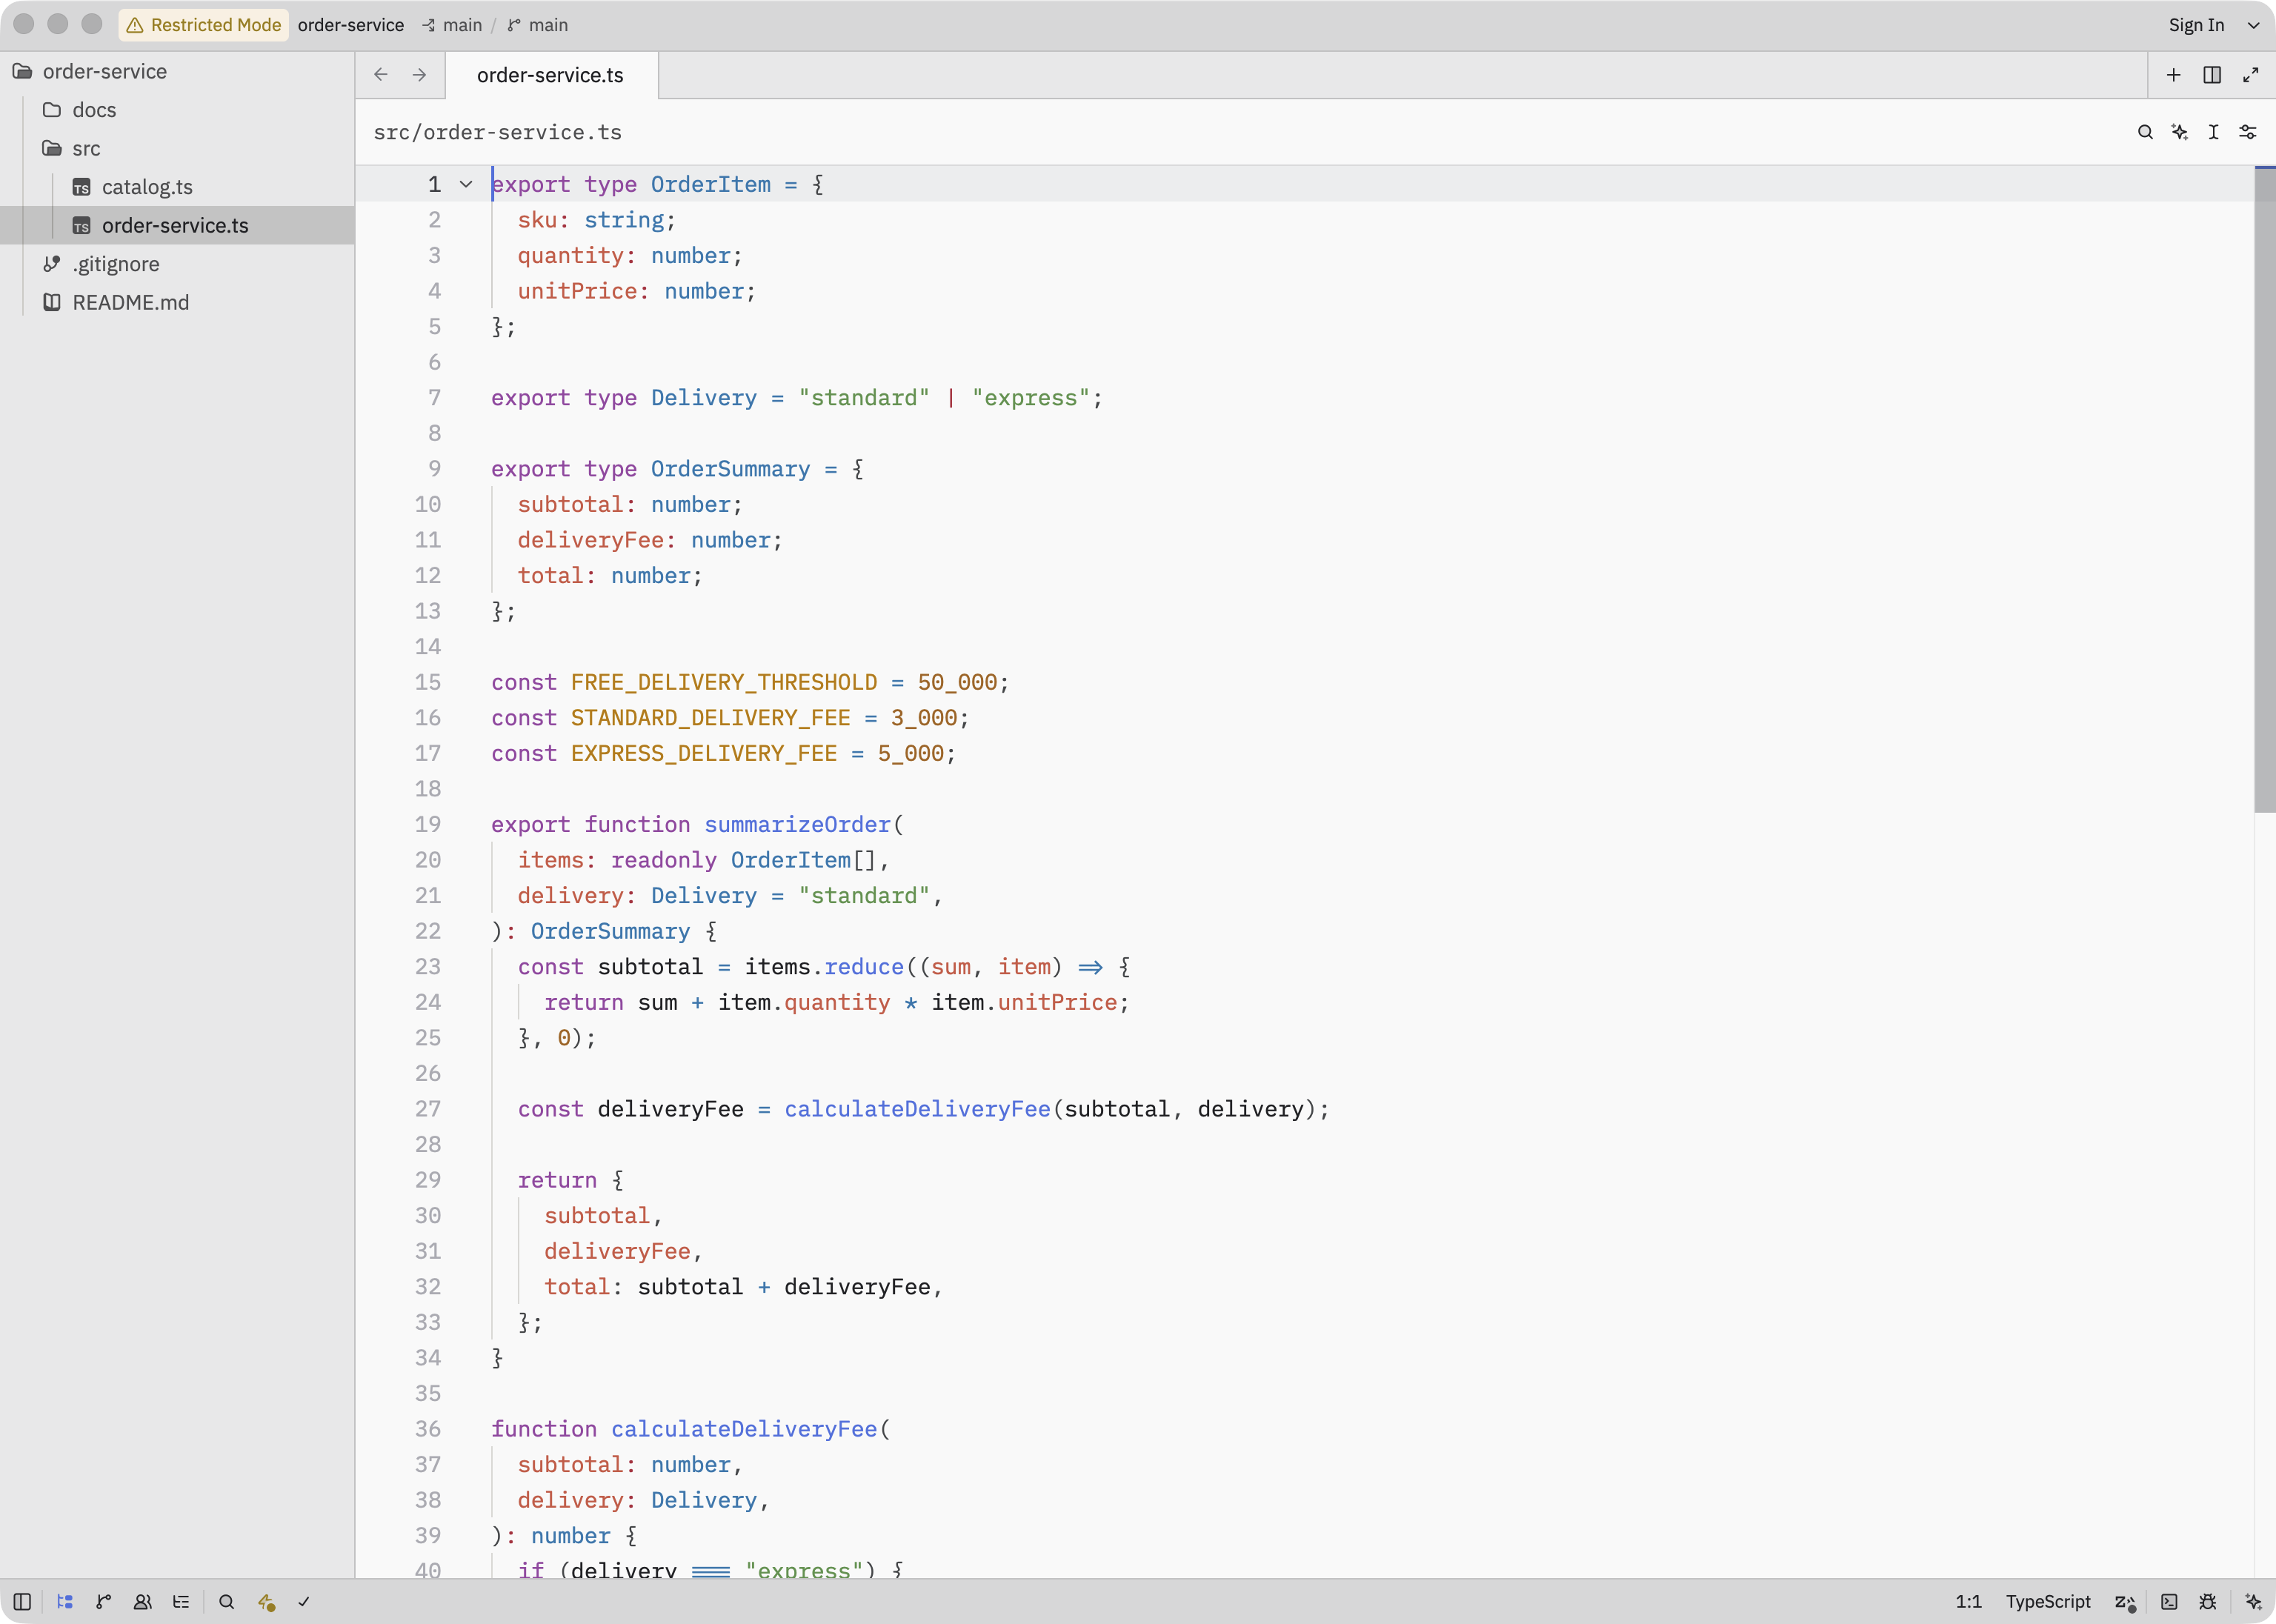 Restricted Mode order-service main / main Sign In
order-service
docs
src
catalog.ts
order-service.ts
.gitignore
README.md
order-service.ts
src/order-service.ts
1 export type OrderItem = {
2   sku: string;
3   quantity: number;
4   unitPrice: number;
5 };
6
7 export type Delivery = "standard" | "express";
8
9 export type OrderSummary = {
10   subtotal: number;
11   deliveryFee: number;
12   total: number;
13 };
14
15 const FREE_DELIVERY_THRESHOLD = 50_000;
16 const STANDARD_DELIVERY_FEE = 3_000;
17 const EXPRESS_DELIVERY_FEE = 5_000;
18
19 export function summarizeOrder(
20   items: readonly OrderItem[],
21   delivery: Delivery = "standard",
22 ): OrderSummary {
23   const subtotal = items.reduce((sum, item) => {
24     return sum + item.quantity * item.unitPrice;
25   }, 0);
26
27   const deliveryFee = calculateDeliveryFee(subtotal, delivery);
28
29   return {
30     subtotal,
31     deliveryFee,
32     total: subtotal + deliveryFee,
33   };
34 }
35
36 function calculateDeliveryFee(
37   subtotal: number,
38   delivery: Delivery,
39 ): number {
40   if (delivery === "express") {
1:1 TypeScript